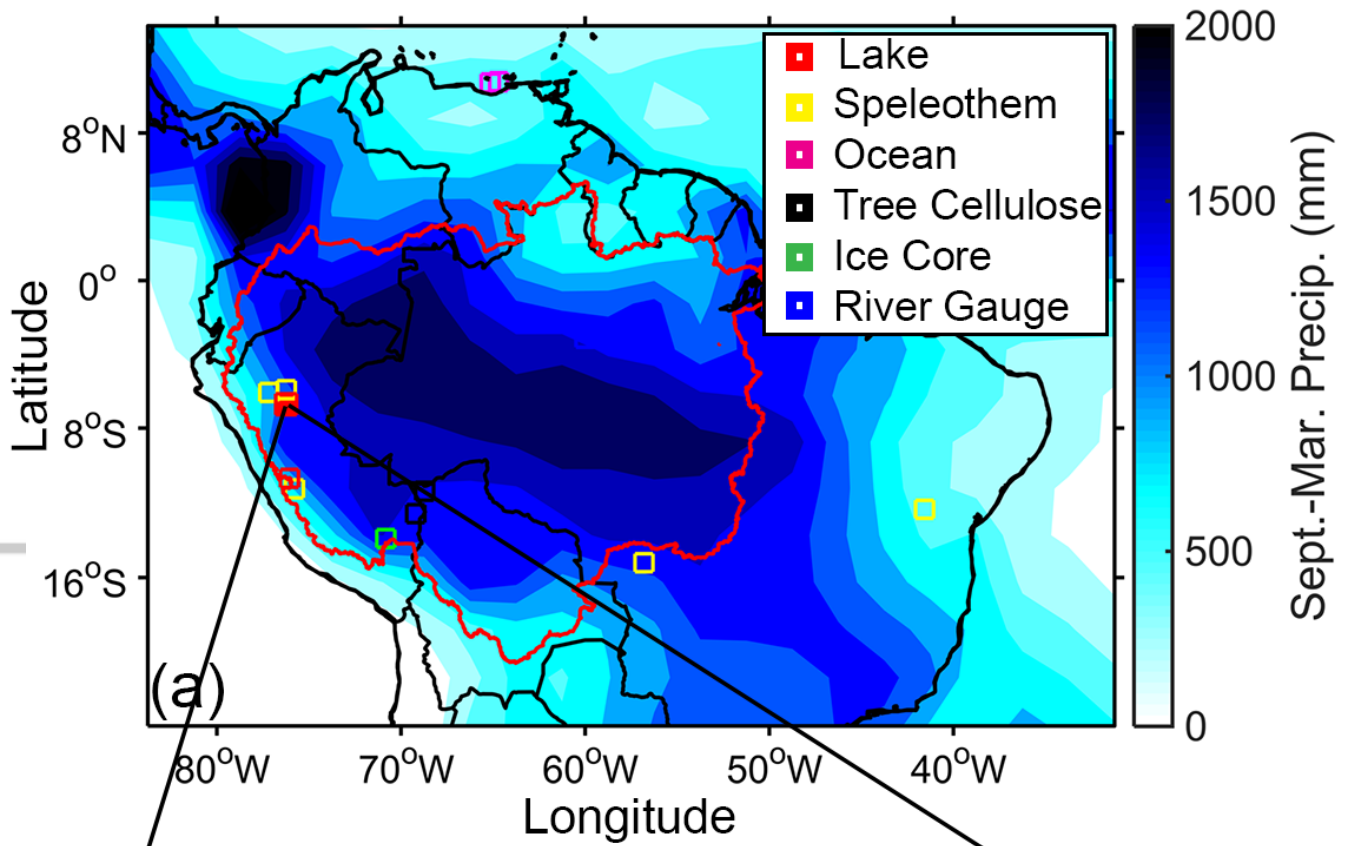 Lake
Speleothem
Ocean
Tree Cellulose
Ice Core
River Gauge
8°N
0°
8°S
16°S
Latitude
(a)
80°W 70°W 60°W 50°W 40°W
Longitude
2000
1500
1000
500
0
Sept.-Mar. Precip. (mm)